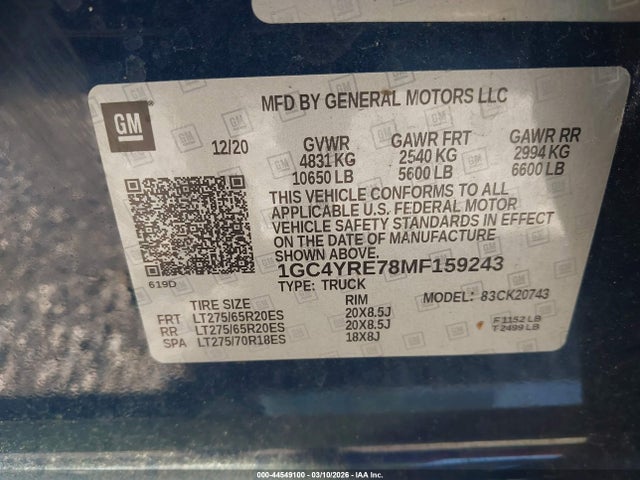 GM
MFD BY GENERAL MOTORS LLC
12/20 GVWR GAWR FRT GAWR RR
4831 KG 2540 KG 2994 KG
10650 LB 5600 LB 6600 LB
THIS VEHICLE CONFORMS TO ALL
APPLICABLE U.S. FEDERAL MOTOR
VEHICLE SAFETY STANDARDS IN EFFECT
ON THE DATE OF MANUFACTURE
SHOWN ABOVE.
619D
1GC4YRE78MF159243
TYPE: TRUCK MODEL: 83CK20743
TIRE SIZE RIM
FRT LT275/65R20ES 20X8.5J
RR LT275/65R20ES 20X8.5J
SPA LT275/70R18ES 18X8J
F1152 LB
T2499 LB
000-44549100 - 03/10/2026 - IAA Inc.